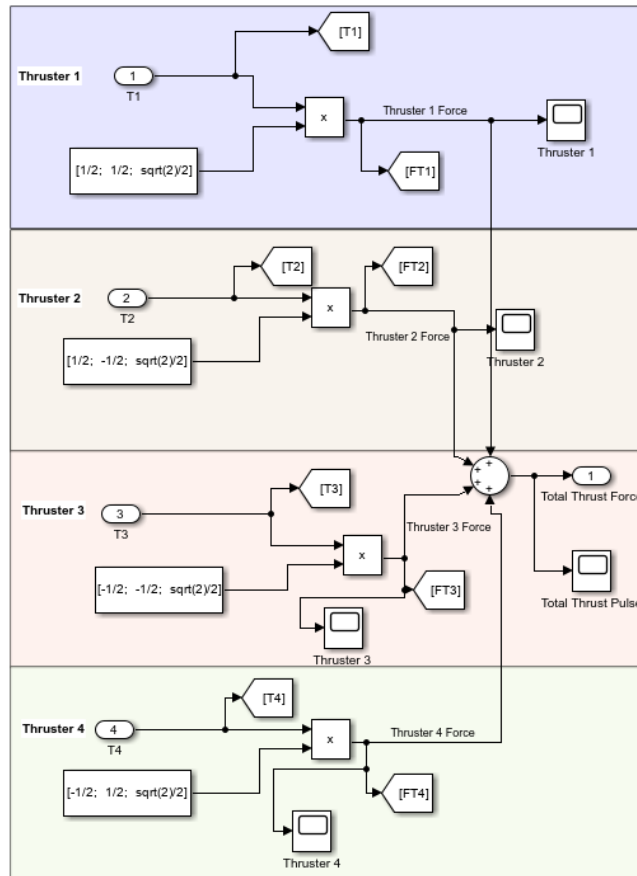 [T1]
Thruster 1
1
T1
x
Thruster 1 Force
Thruster 1
[1/2; 1/2; sqrt(2)/2]
[FT1]
[T2]
[FT2]
Thruster 2
2
T2
x
Thruster 2 Force
Thruster 2
[1/2; -1/2; sqrt(2)/2]
+
+
+
+
1
Total Thrust Force
[T3]
Thruster 3
3
T3
Thruster 3 Force
x
[-1/2; -1/2; sqrt(2)/2]
[FT3]
Total Thrust Pulse
Thruster 3
[T4]
Thruster 4
4
T4
x
Thruster 4 Force
[-1/2; 1/2; sqrt(2)/2]
[FT4]
Thruster 4